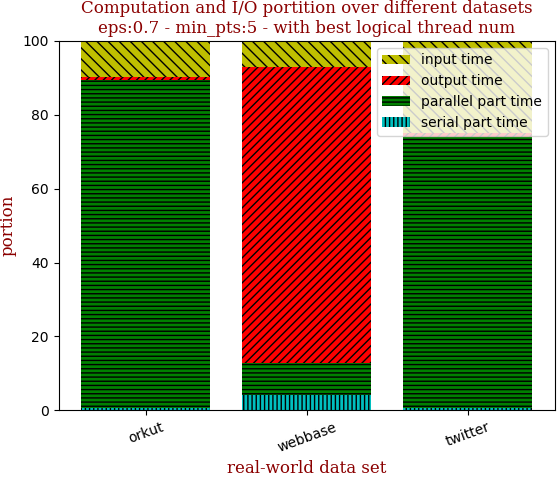 Computation and I/O portition over different datasets
eps:0.7 - min_pts:5 - with best logical thread num
100
80
60
40
20
0
portion
input time
output time
parallel part time
serial part time
orkut
webbase
twitter
real-world data set